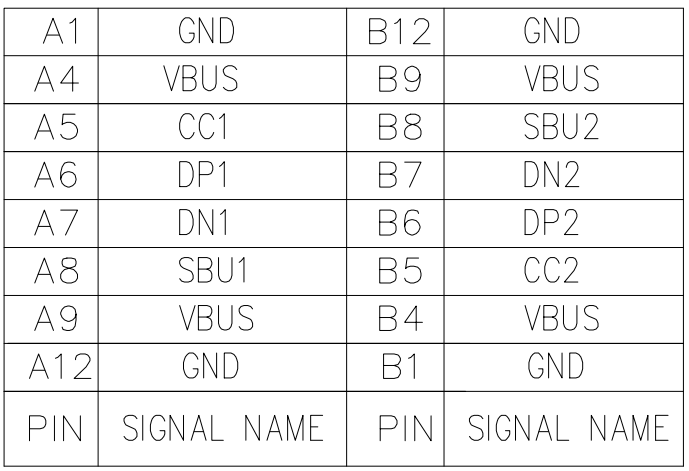 A1 GND B12 GND
A4 VBUS B9 VBUS
A5 CC1 B8 SBU2
A6 DP1 B7 DN2
A7 DN1 B6 DP2
A8 SBU1 B5 CC2
A9 VBUS B4 VBUS
A12 GND B1 GND
PIN SIGNAL NAME PIN SIGNAL NAME